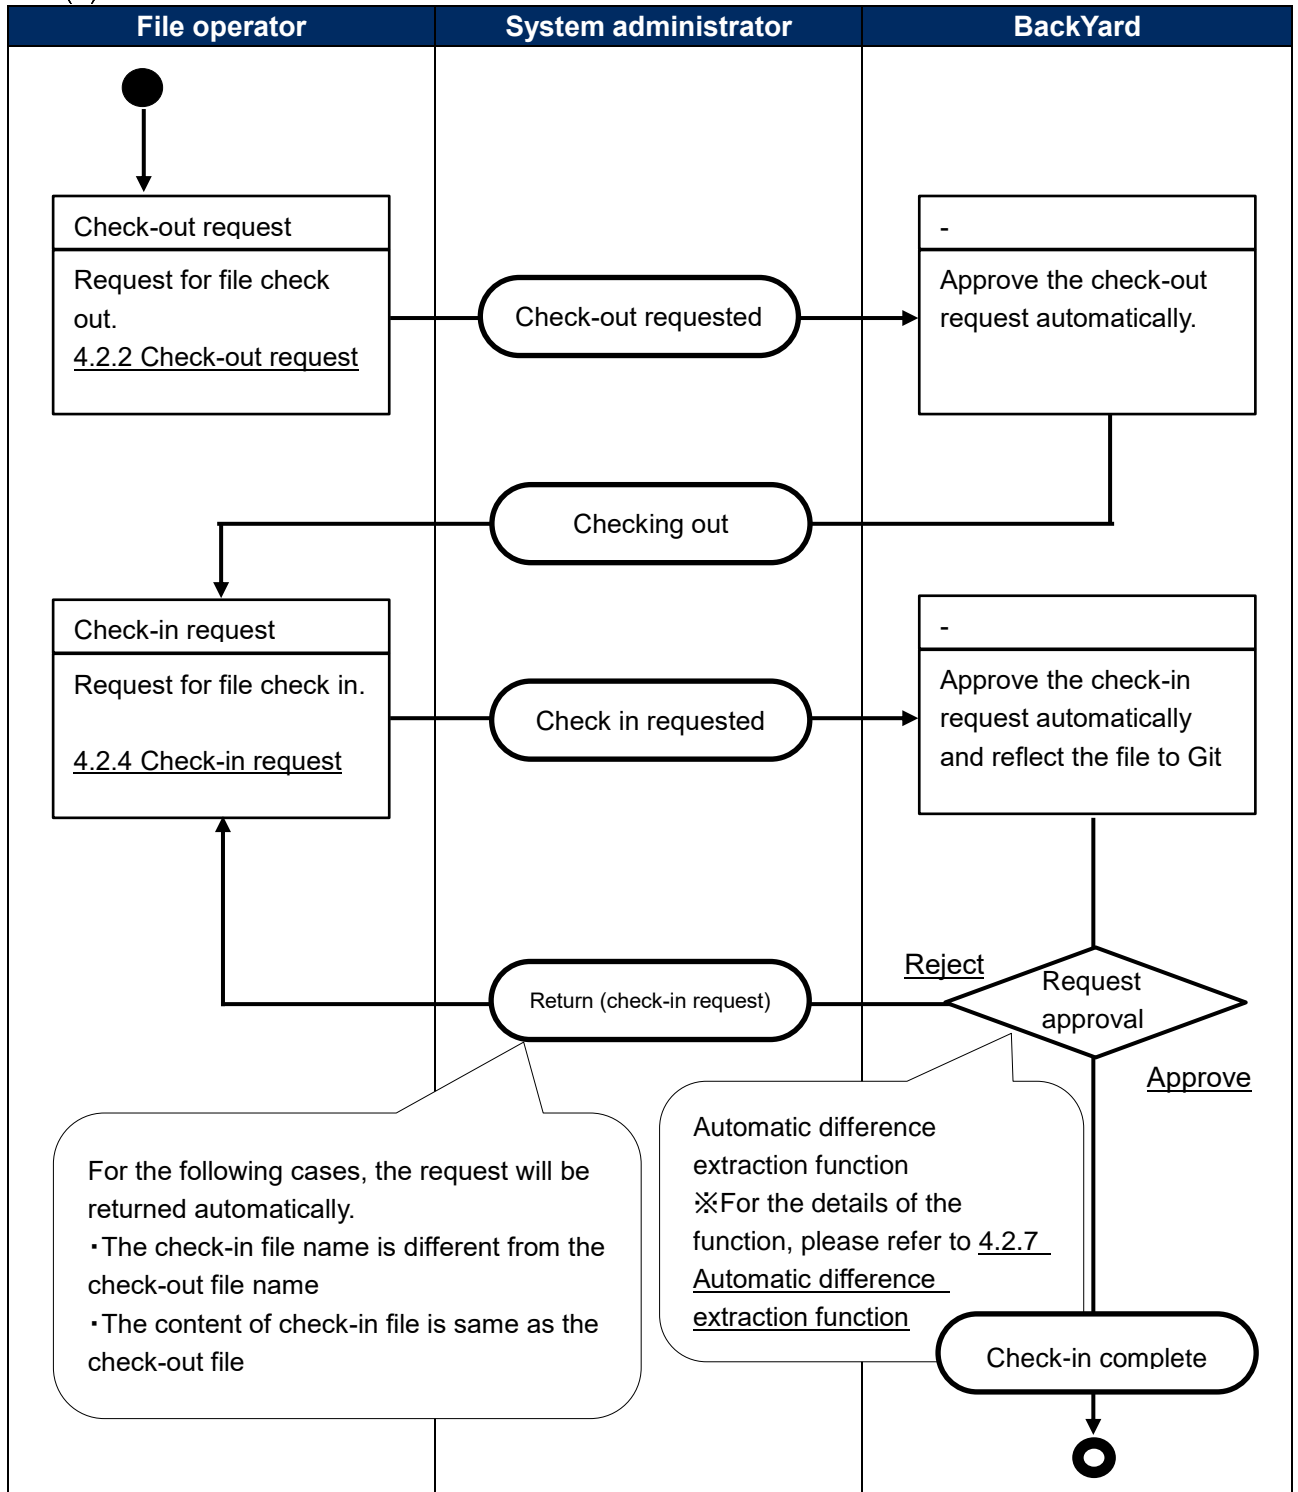 File operator
System administrator
BackYard
Check-out request
Request for file check
out.
4.2.2 Check-out request
Check-out requested
-
Approve the check-out
request automatically.
Checking out
Check-in request
Request for file check in.
4.2.4 Check-in request
Check in requested
-
Approve the check-in
request automatically
and reflect the file to Git
Return (check-in request)
Reject
Request
approval
Approve
For the following cases, the request will be
returned automatically.
・The check-in file name is different from the
check-out file name
・The content of check-in file is same as the
check-out file
Automatic difference
extraction function
※For the details of the
function, please refer to 4.2.7
Automatic difference
extraction function
Check-in complete